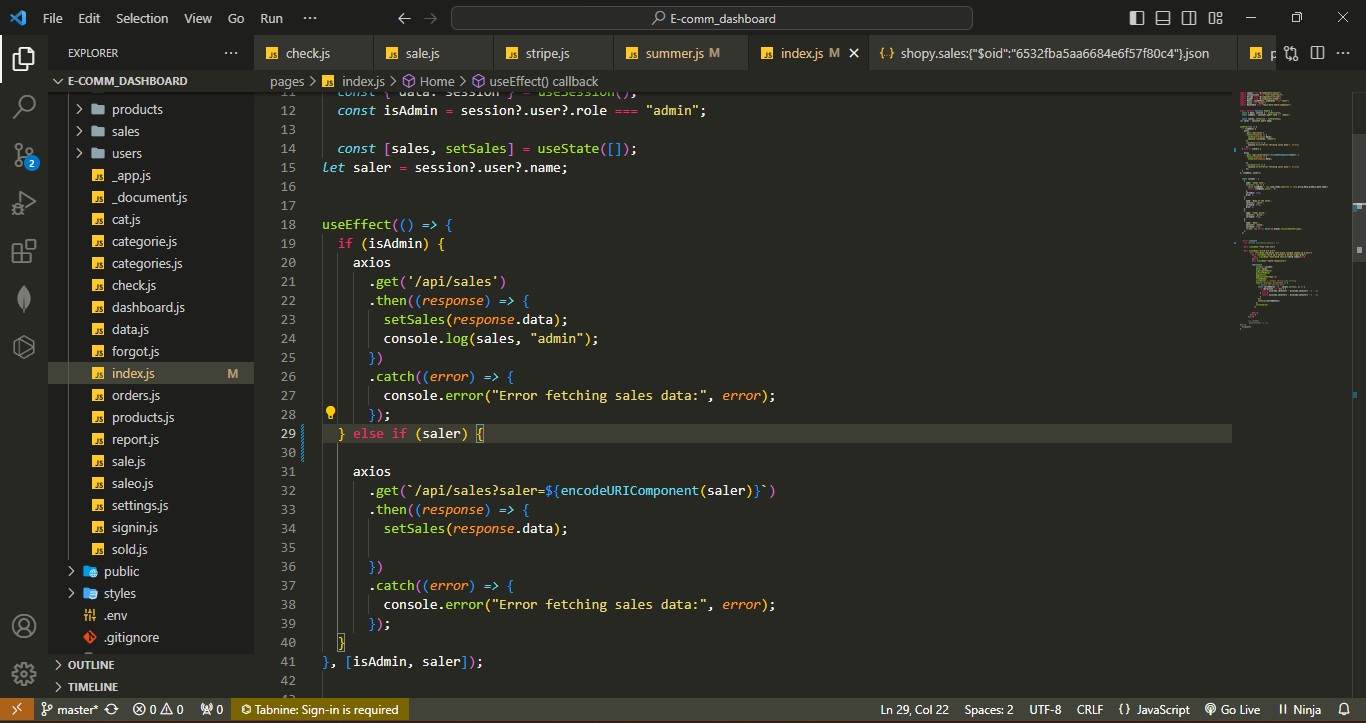 File Edit Selection View Go Run ···
E-comm_dashboard
EXPLORER ···
check.js sale.js stripe.js summer.js M index.js M shopy.sales:{"$oid":"6532fba5aa6684e6f57f80c4"}.json
E-COMM_DASHBOARD
pages > index.js > Home > useEffect() callback
products
sales
users
_app.js
_document.js
cat.js
categorie.js
categories.js
check.js
dashboard.js
data.js
forgot.js
index.js M
orders.js
products.js
report.js
sale.js
saleo.js
settings.js
signin.js
sold.js
public
styles
.env
.gitignore
OUTLINE
TIMELINE
2
11 const { data: session } = useSession();
12 const isAdmin = session?.user?.role === "admin";
13
14 const [sales, setSales] = useState([]);
15 let saler = session?.user?.name;
16
17
18 useEffect(() => {
19 if (isAdmin) {
20 axios
21 .get('/api/sales')
22 .then((response) => {
23 setSales(response.data);
24 console.log(sales, "admin");
25 })
26 .catch((error) => {
27 console.error("Error fetching sales data:", error);
28 });
29 } else if (saler) {
30
31 axios
32 .get(`/api/sales?saler=${encodeURIComponent(saler)}`)
33 .then((response) => {
34 setSales(response.data);
35
36 })
37 .catch((error) => {
38 console.error("Error fetching sales data:", error);
39 });
40 }
41 }, [isAdmin, saler]);
42
master* 0 0 0 Tabnine: Sign-in is required Ln 29, Col 22 Spaces: 2 UTF-8 CRLF {} JavaScript Go Live Ninja